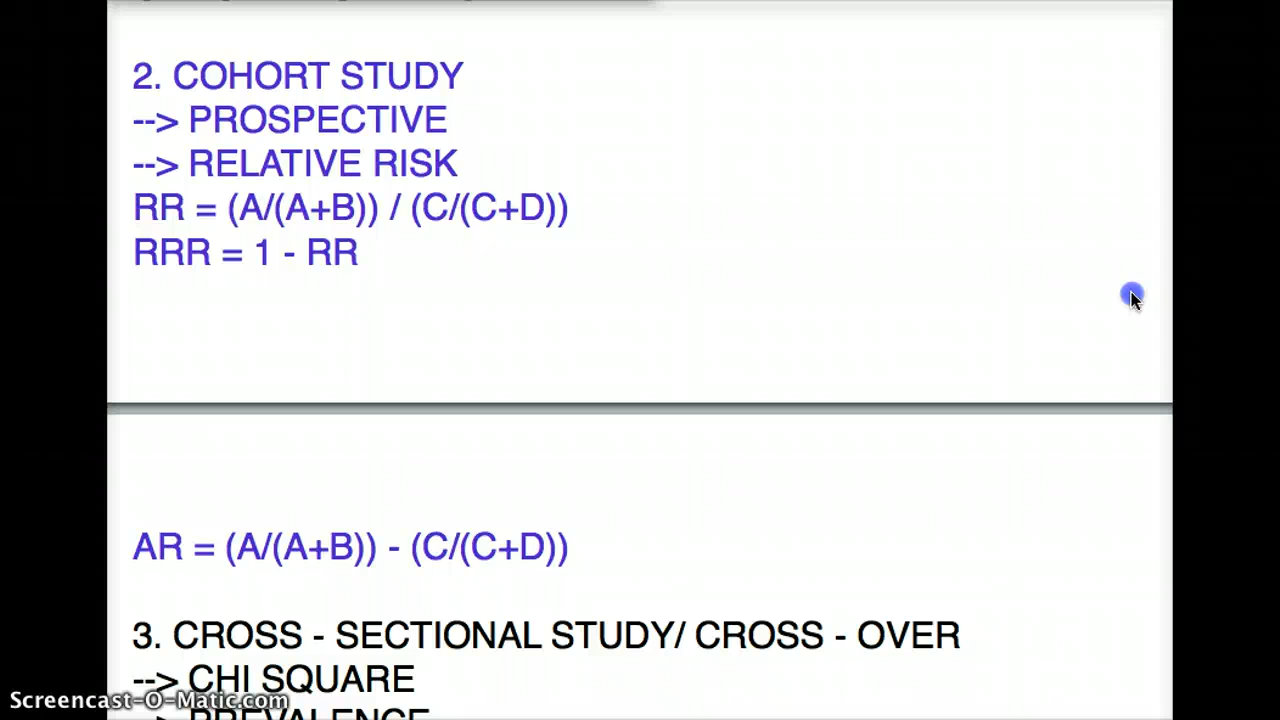 2. COHORT STUDY
--> PROSPECTIVE
--> RELATIVE RISK
RR = (A/(A+B)) / (C/(C+D))
RRR = 1 - RR
AR = (A/(A+B)) - (C/(C+D))
3. CROSS - SECTIONAL STUDY/ CROSS - OVER
--> CHI SQUARE
--> PREVALENCE
Screencast-O-Matic.com